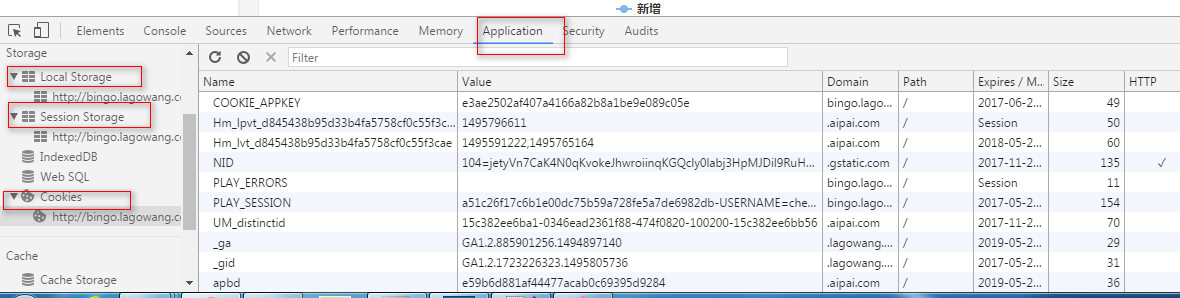 新增
Elements Console Sources Network Performance Memory Application Security Audits
Storage
Local Storage
http://bingo.lagowang.co
Session Storage
http://bingo.lagowang.co
IndexedDB
Web SQL
Cookies
http://bingo.lagowang.co
Cache
Cache Storage
Filter
Name Value Domain Path Expires / M... Size HTTP
COOKIE_APPKEY e3ae2502af407a4166a82b8a1be9e089c05e bingo.lago... / 2017-06-2... 49
Hm_lpvt_d845438b95d33b4fa5758cf0c55f3c... 1495796611 .aipai.com / Session 50
Hm_lvt_d845438b95d33b4fa5758cf0c55f3cae 1495591222,1495765164 .aipai.com / 2018-05-2... 60
NID 104=jetyVn7CaK4N0qKvokeJhwroiinqKGQcly0labj3HpMJDil9RuH... .gstatic.com / 2017-11-2... 135 ✓
PLAY_ERRORS bingo.lago... / Session 11
PLAY_SESSION a51c26f17c6b1e00dc75b59a728fe5a7de6982db-USERNAME=che... bingo.lago... / 2017-05-2... 154
UM_distinctid 15c382ee6ba1-0346ead2361f88-474f0820-100200-15c382ee6bb56 .aipai.com / 2017-11-2... 70
_ga GA1.2.885901256.1494897140 .lagowang.... / 2019-05-2... 29
_gid GA1.2.1723226323.1495805736 .lagowang.... / 2017-05-2... 31
apbd e59b6d881af44477acab0c69395d9284 .aipai.com / 2019-05-2... 36